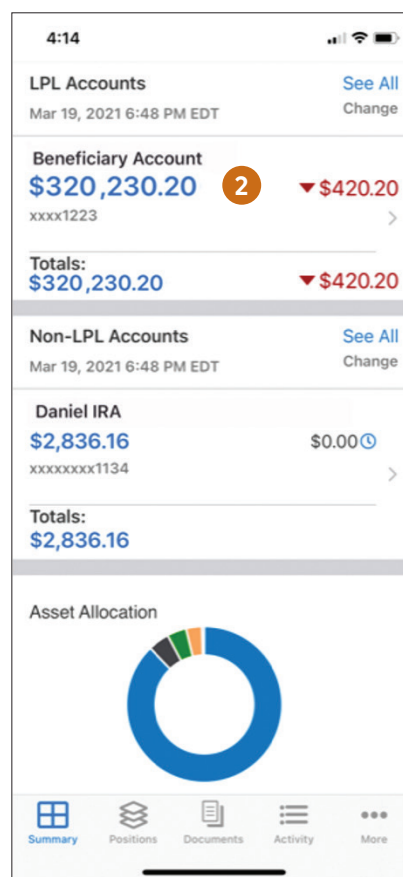 4:14
LPL Accounts See All
Mar 19, 2021 6:48 PM EDT Change
Beneficiary Account
$320,230.20 2 ▼$420.20
xxxx1223
Totals:
$320,230.20 ▼$420.20
Non-LPL Accounts See All
Mar 19, 2021 6:48 PM EDT Change
Daniel IRA
$2,836.16 $0.00
xxxxxxxx1134
Totals:
$2,836.16
Asset Allocation
Summary Positions Documents Activity More